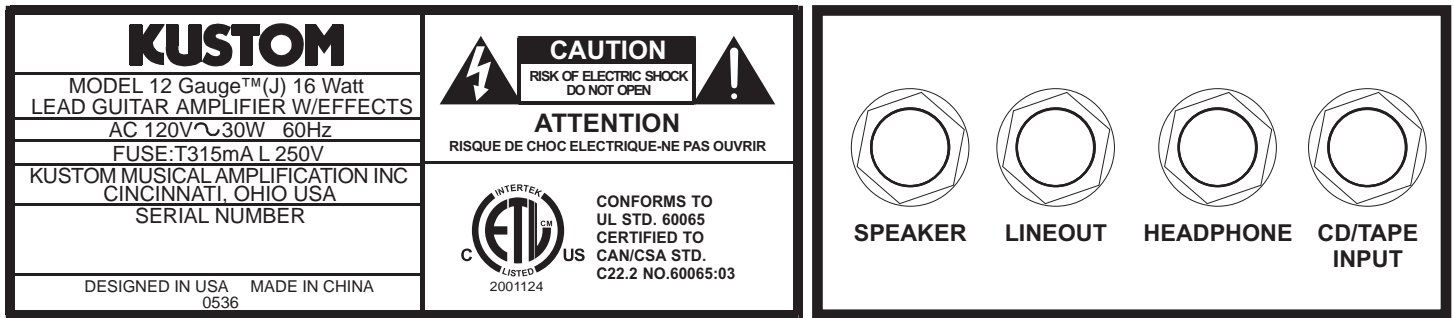 KUSTOM
MODEL 12 Gauge™(J) 16 Watt
LEAD GUITAR AMPLIFIER W/EFFECTS
AC 120V∿30W 60Hz
FUSE:T315mA L 250V
KUSTOM MUSICAL AMPLIFICATION INC
CINCINNATI, OHIO USA
SERIAL NUMBER
DESIGNED IN USA MADE IN CHINA
0536
CAUTION
RISK OF ELECTRIC SHOCK
DO NOT OPEN
ATTENTION
RISQUE DE CHOC ELECTRIQUE-NE PAS OUVRIR
INTERTEK
ETL CM
C US
LISTED
2001124
CONFORMS TO
UL STD. 60065
CERTIFIED TO
CAN/CSA STD.
C22.2 NO.60065:03
SPEAKER
LINEOUT
HEADPHONE
CD/TAPE
INPUT